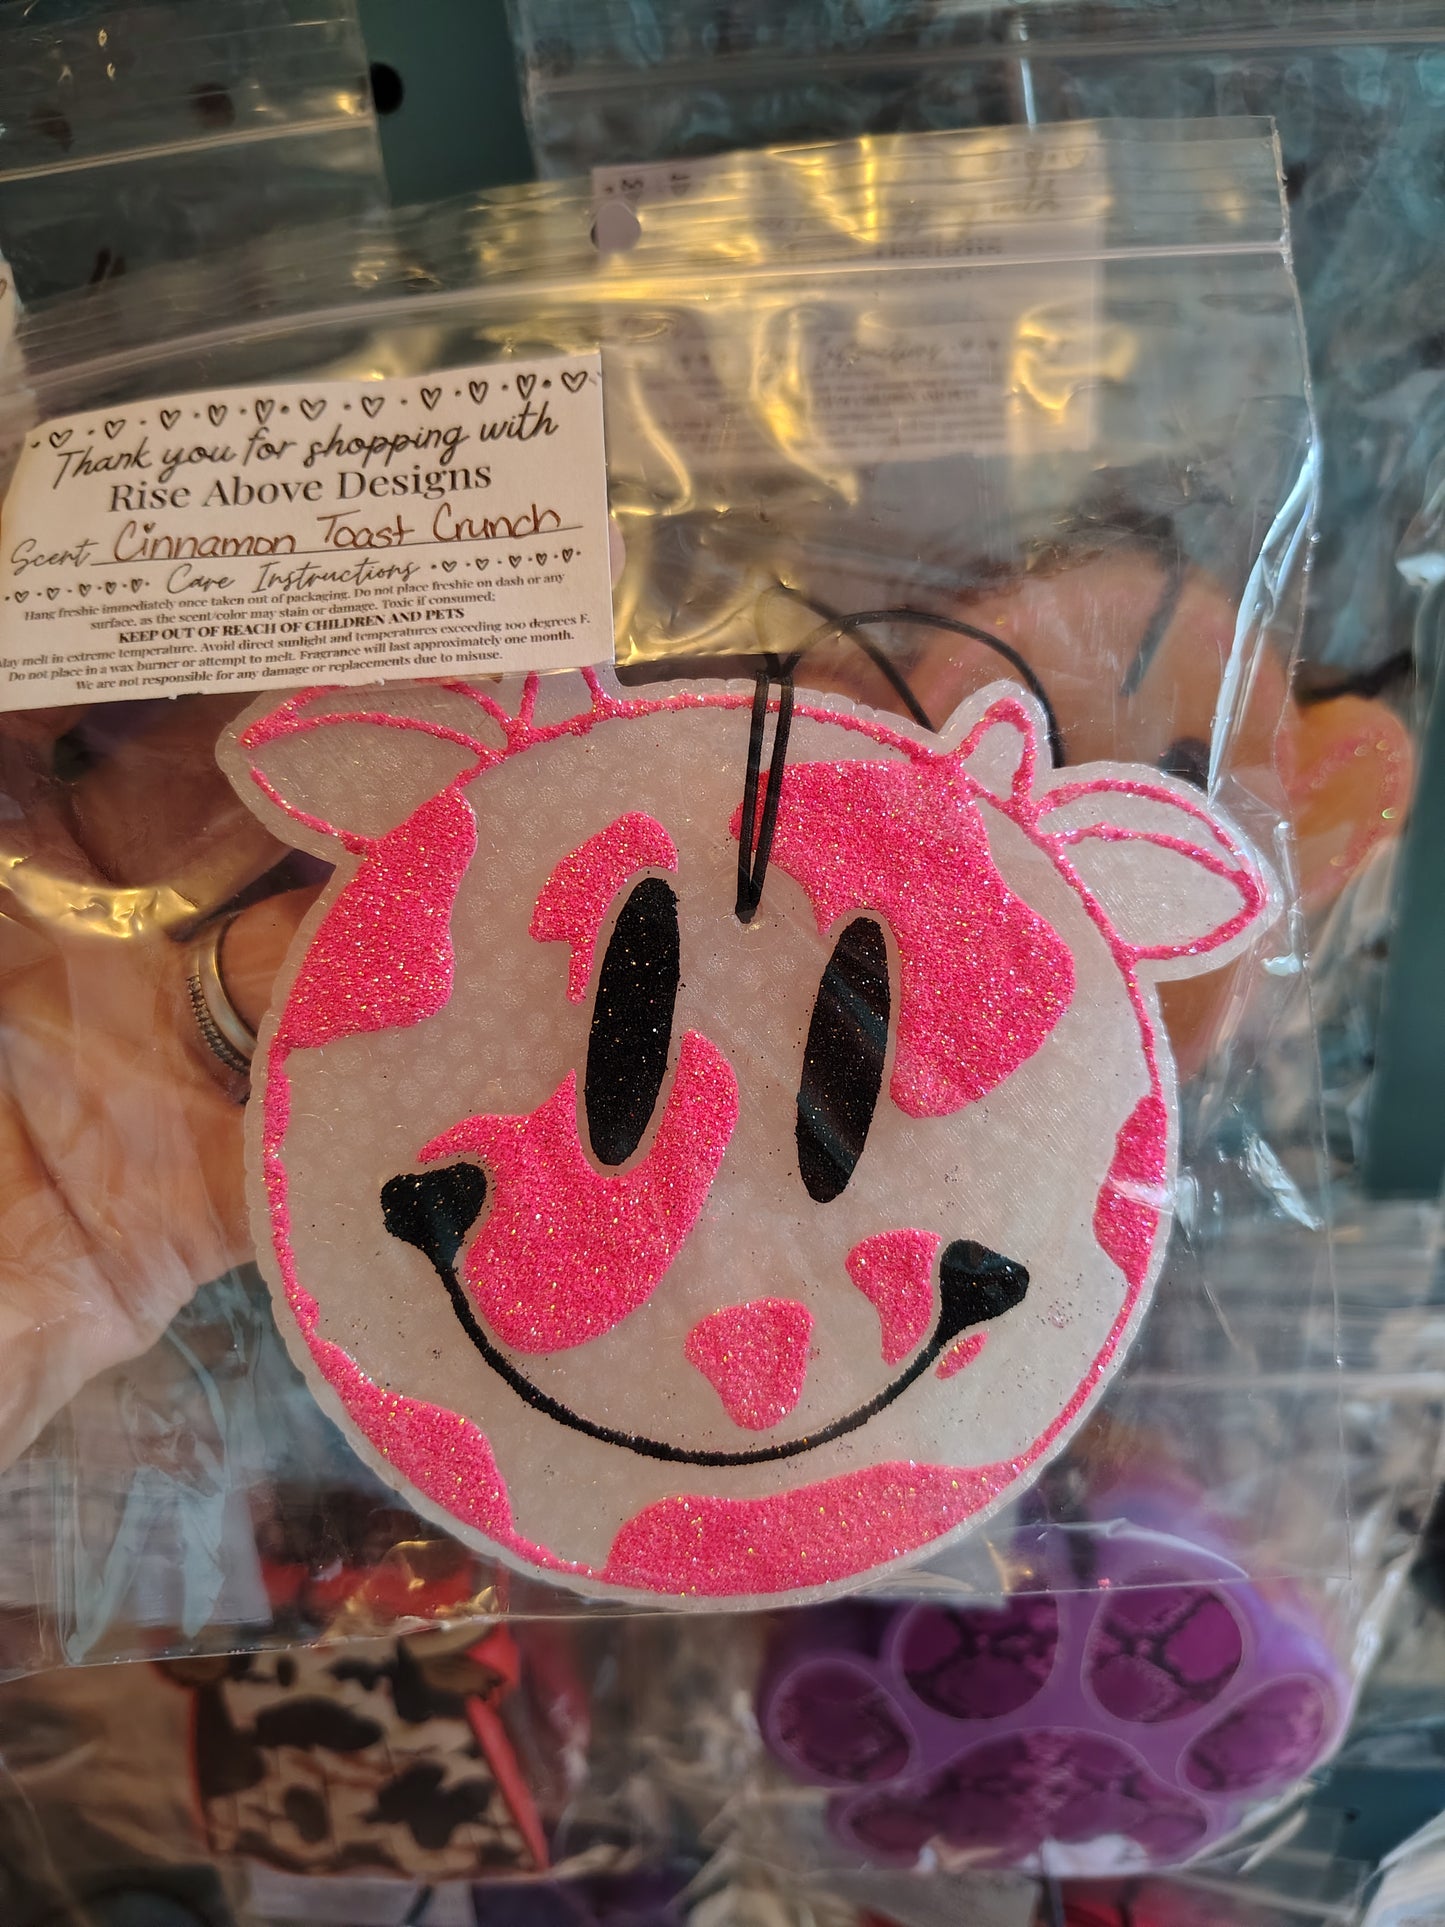 Thank you for shopping with
Rise Above Designs
Scent Cinnamon Toast Crunch
Care Instructions
Hang freshie immediately once taken out of packaging. Do not place freshie on dash or any
surface, as the scent/color may stain or damage. Toxic if consumed;
KEEP OUT OF REACH OF CHILDREN AND PETS
May melt in extreme temperature. Avoid direct sunlight and temperatures exceeding 100 degrees F.
Do not place in a wax burner or attempt to melt. Fragrance will last approximately one month.
We are not responsible for any damage or replacements due to misuse.